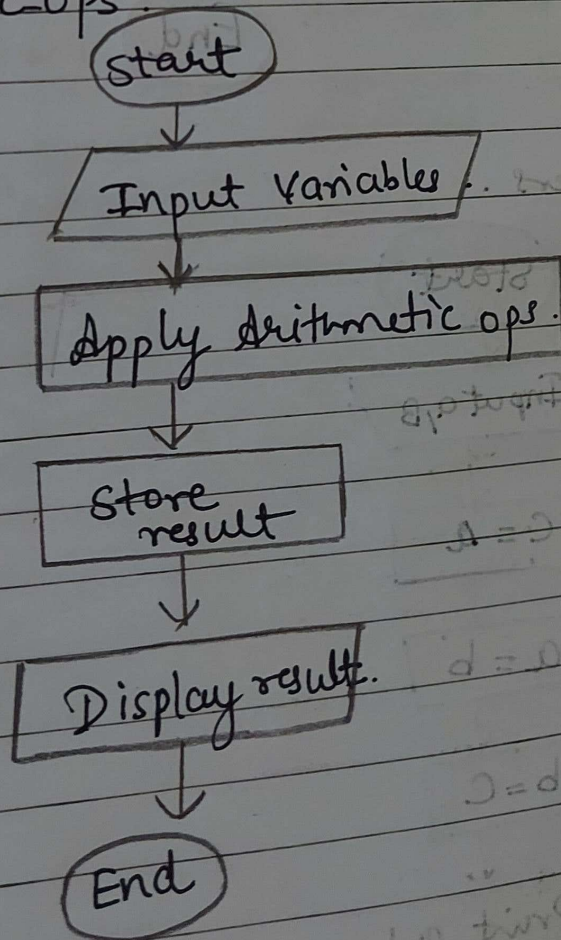 Start
Input Variables.
Apply Arithmetic ops.
Store
result
Display result.
End